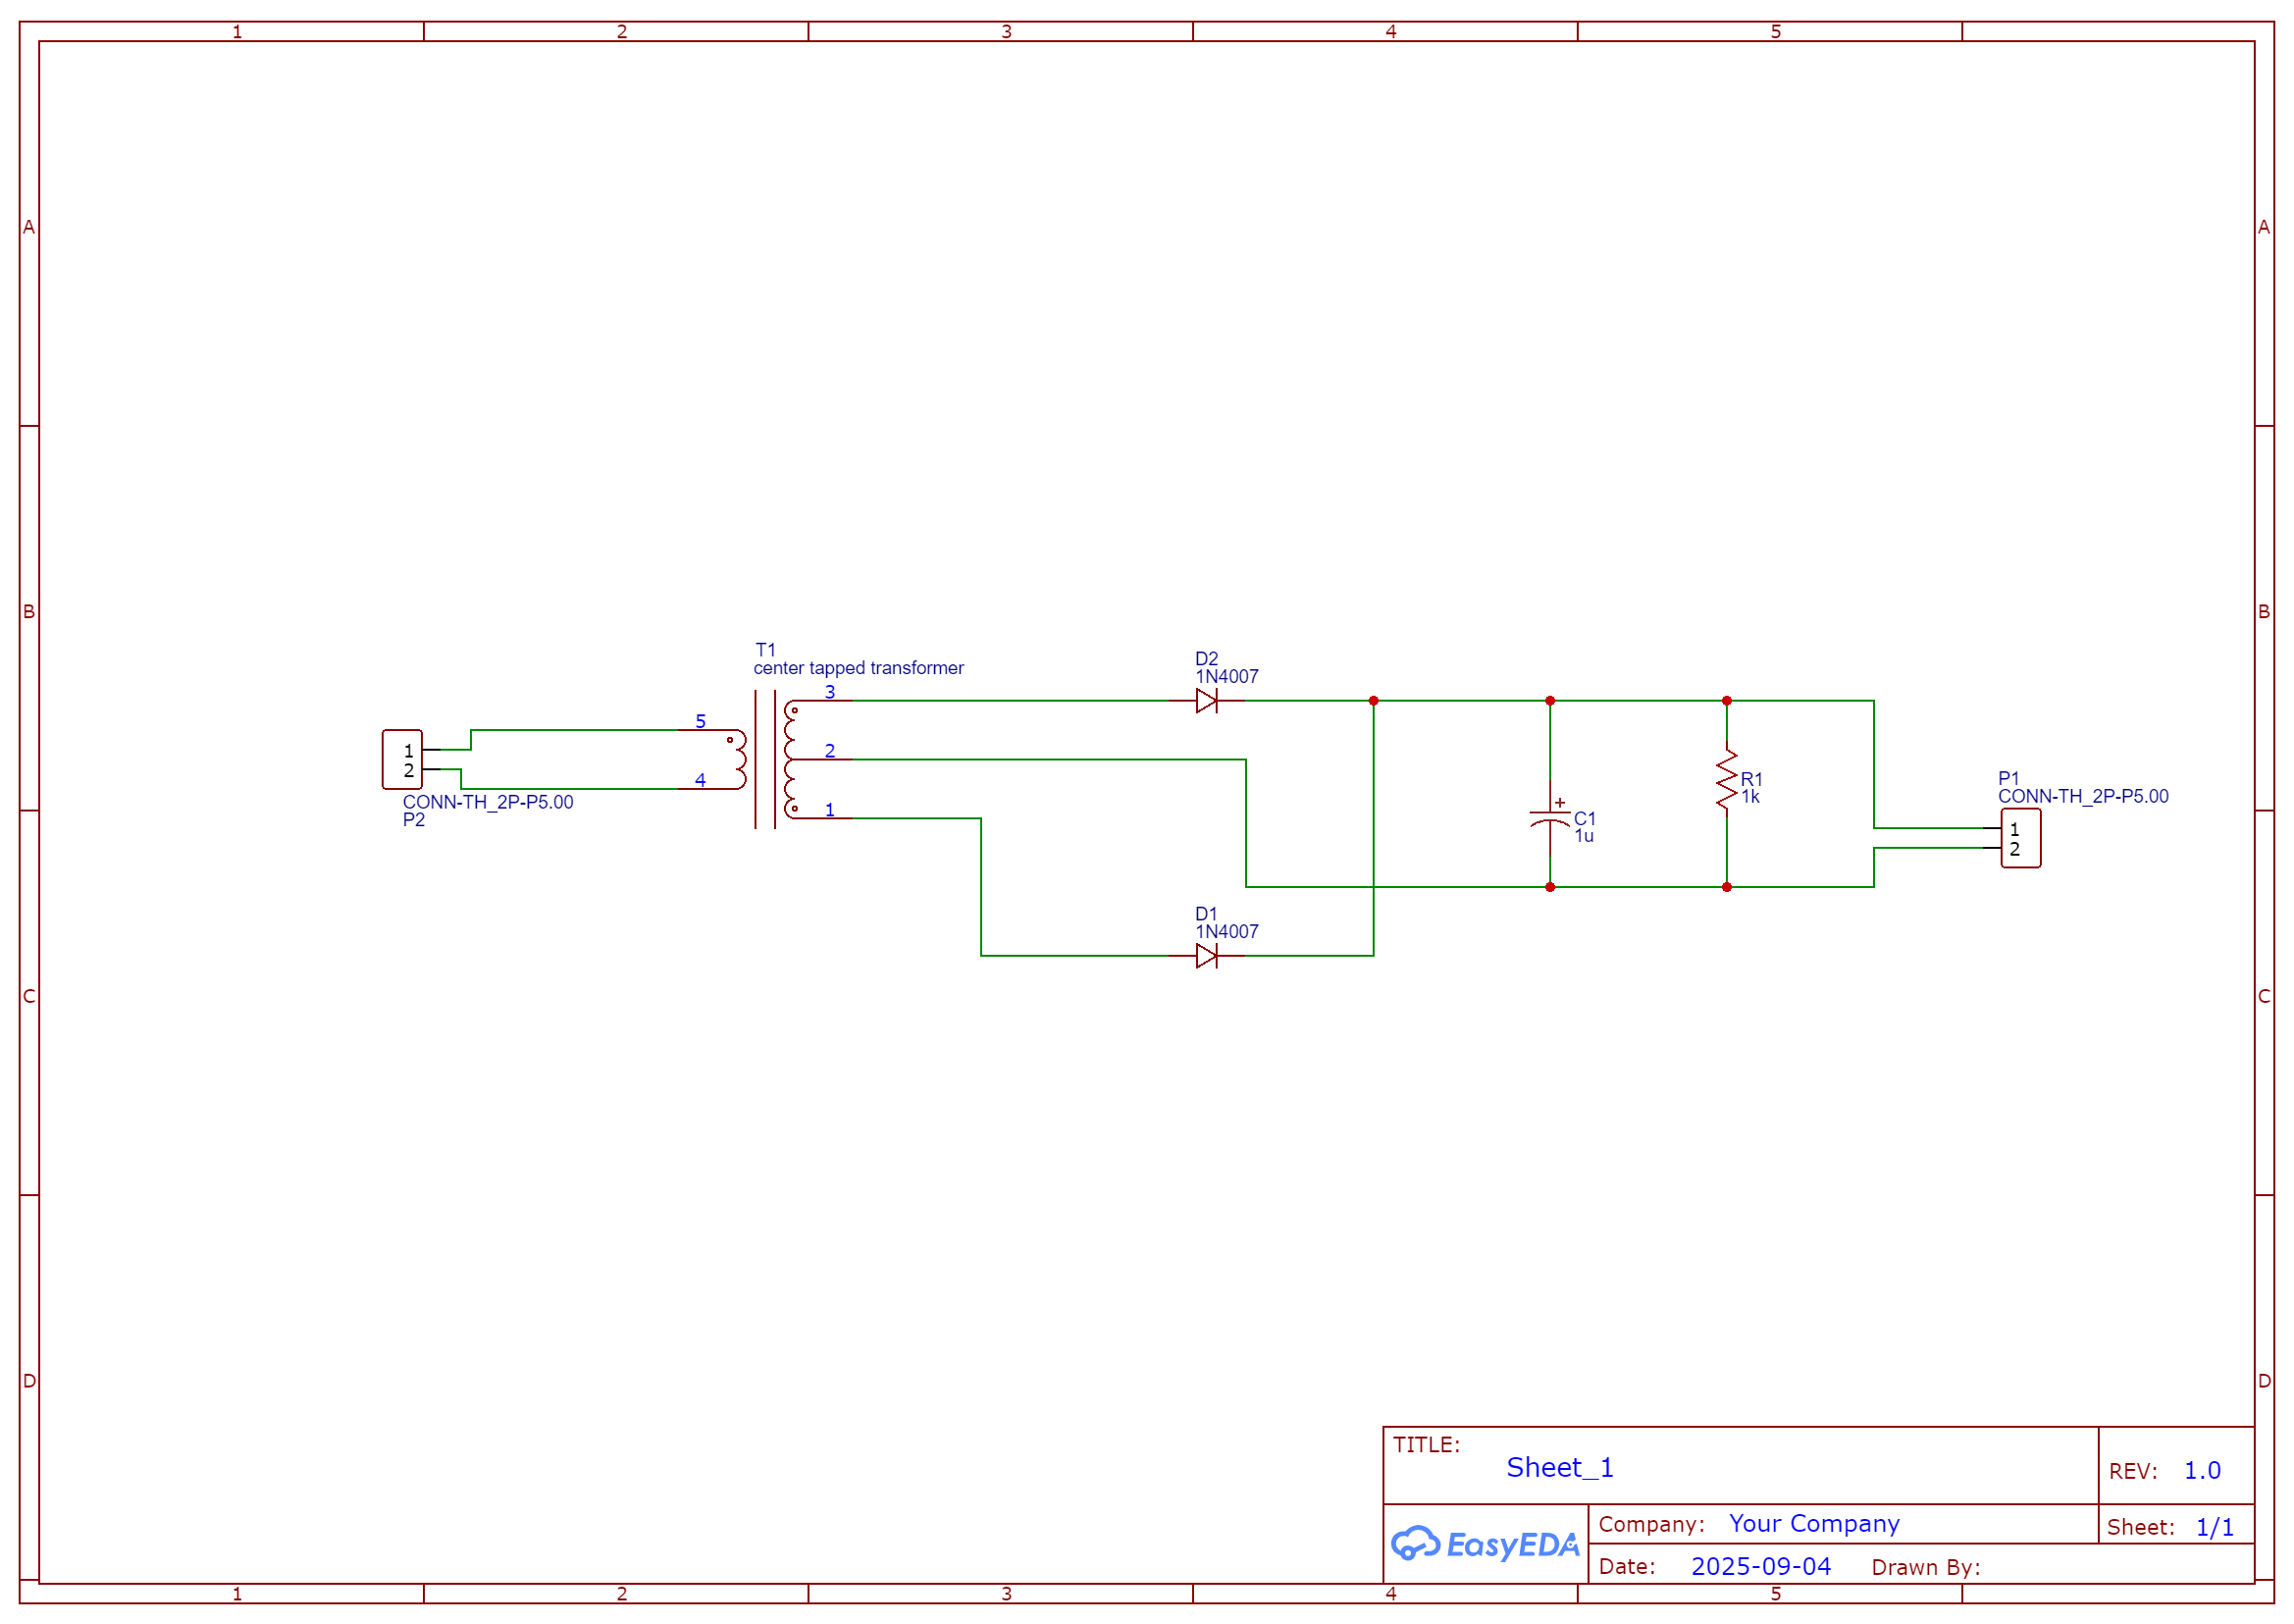 1 2 3 4 5
A A
B B
T1
center tapped transformer
D2
1N4007
3
5
2
1
2
4
1
CONN-TH_2P-P5.00
P2
R1
1k
C1
1u
P1
CONN-TH_2P-P5.00
1
2
D1
1N4007
C C
D D
TITLE:
Sheet_1
REV: 1.0
EasyEDA
Company: Your Company
Sheet: 1/1
Date: 2025-09-04 Drawn By:
1 2 3 4 5